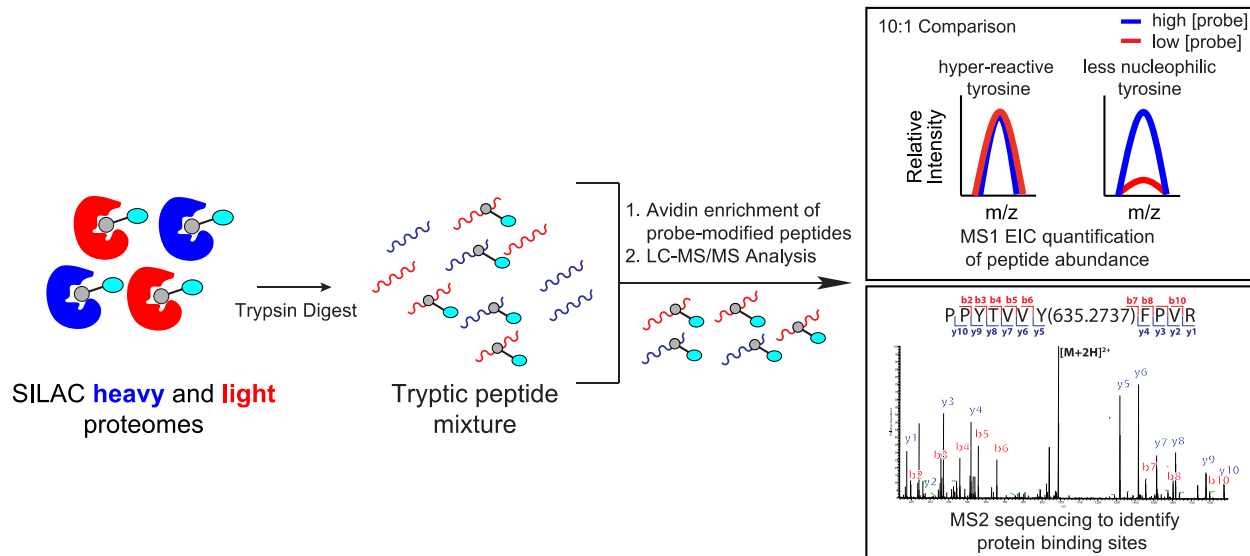 SILAC heavy and light
proteomes
Trypsin Digest
Tryptic peptide
mixture
1. Avidin enrichment of
probe-modified peptides
2. LC-MS/MS Analysis
10:1 Comparison
high [probe]
low [probe]
hyper-reactive
tyrosine
less nucleophilic
tyrosine
Relative
Intensity
m/z
m/z
MS1 EIC quantification
of peptide abundance
b2 b3 b4 b5 b6 b7 b8 b10
P P Y T V V Y(635.2737) F P V R
y10 y9 y8 y7 y6 y5 y4 y3 y2 y1
[M+2H]²⁺
y1
b2
y2
b3
y3
b4
y4
b5
b6
y5
y6
b7
y7
b8
y8
y9
b10
y10
MS2 sequencing to identify
protein binding sites